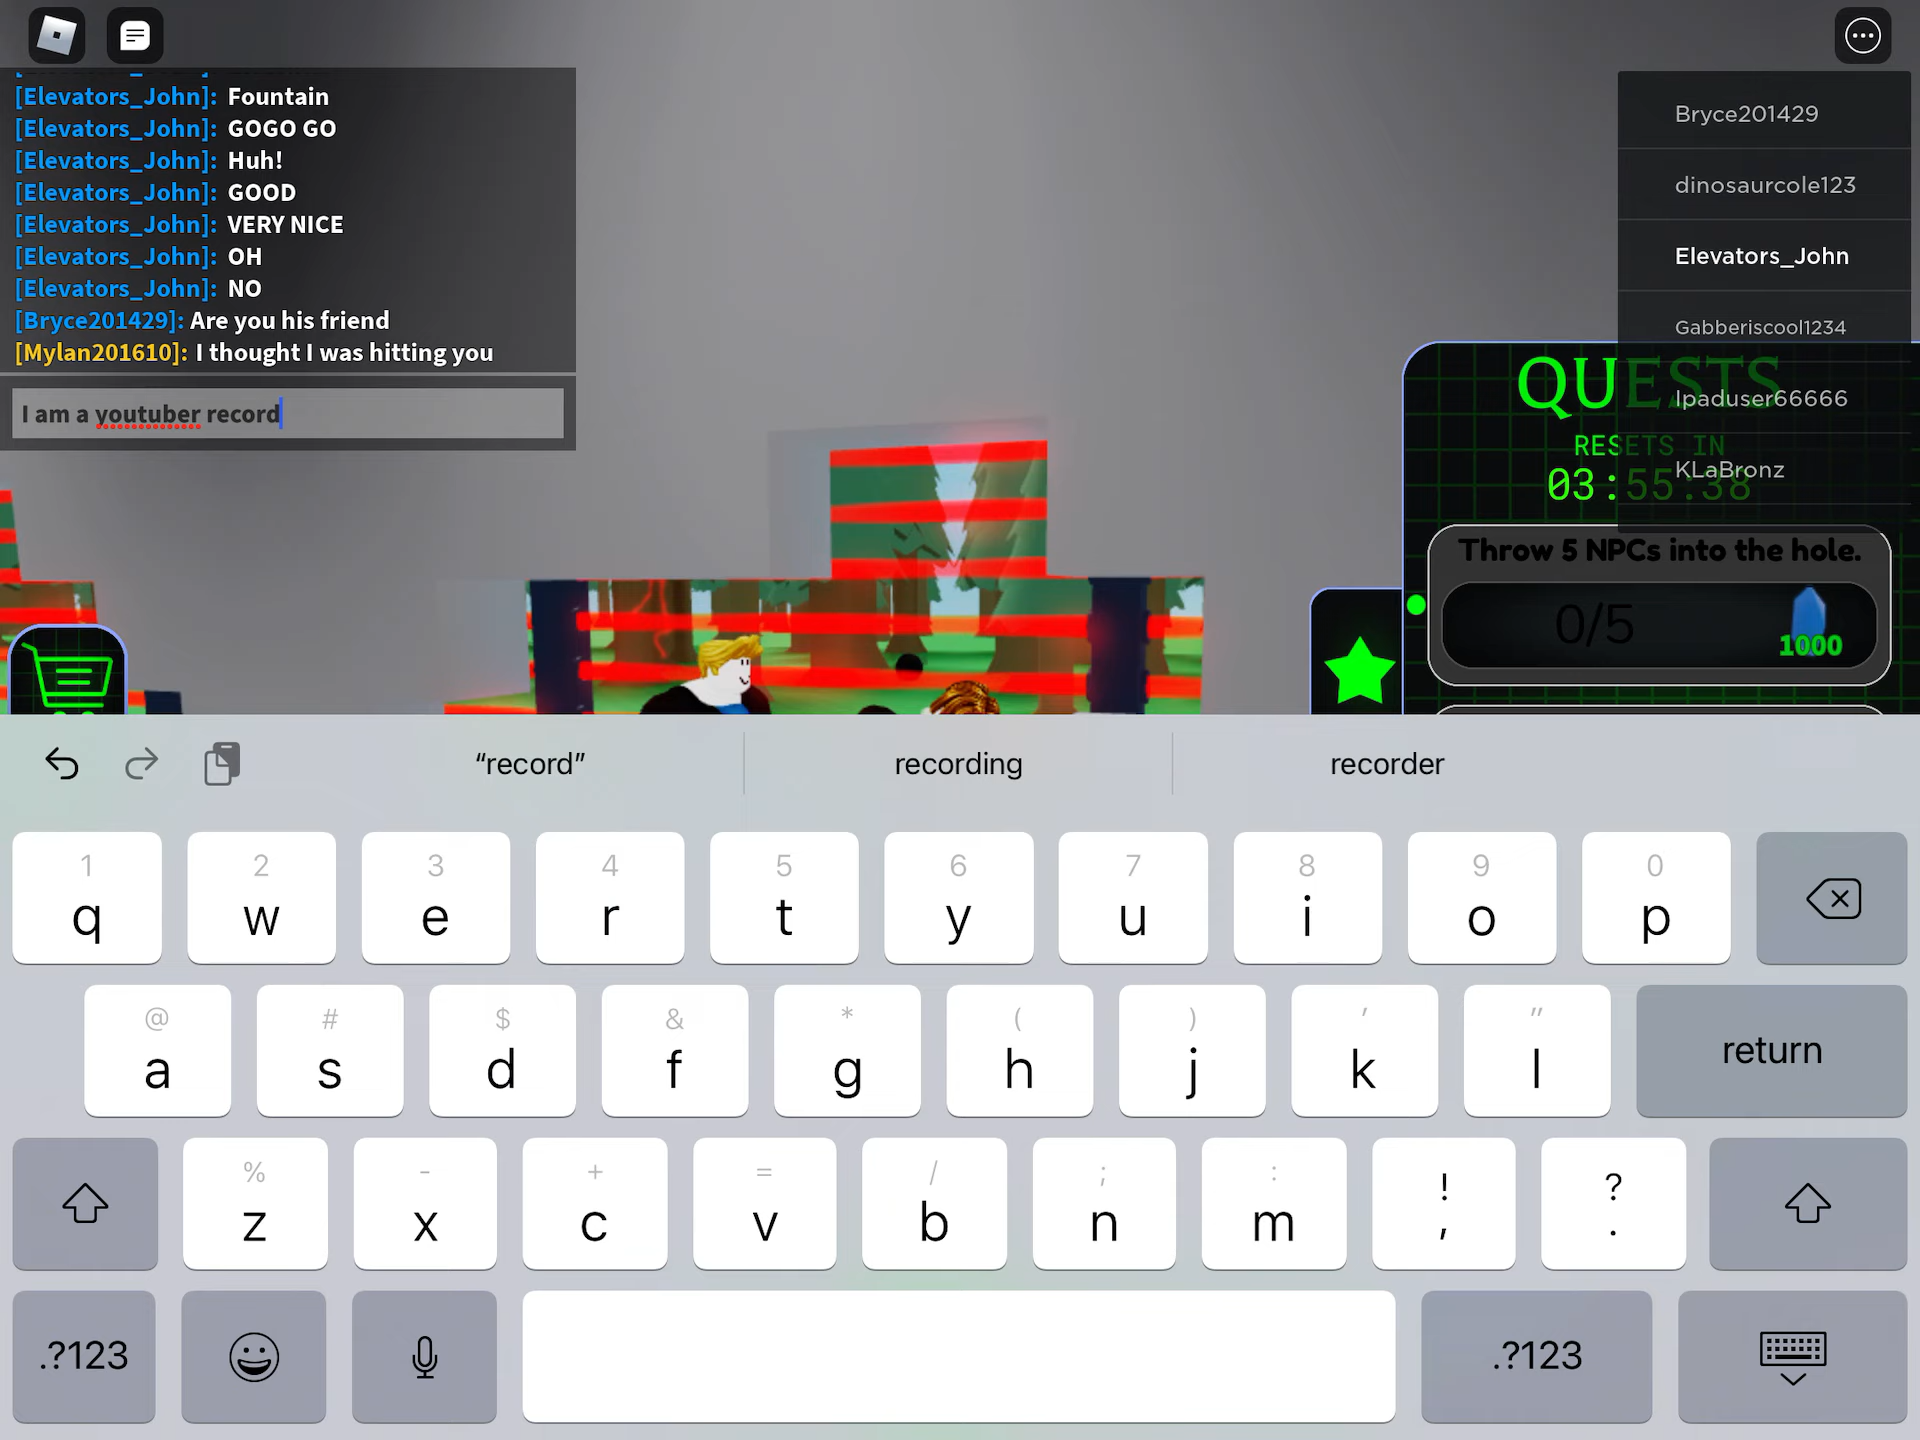 [Elevators_John]: Fountain
[Elevators_John]: GOGO GO
[Elevators_John]: Huh!
[Elevators_John]: GOOD
[Elevators_John]: VERY NICE
[Elevators_John]: OH
[Elevators_John]: NO
[Bryce201429]: Are you his friend
[Mylan201610]: I thought I was hitting you
I am a youtuber record
Bryce201429
dinosaurcole123
Elevators_John
Gabberiscool1234
Ipaduser66666
KLaBronz
QUESTS
RESETS IN
03:55:38
Throw 5 NPCs into the hole.
0/5
1000
“record” recording recorder
1 2 3 4 5 6 7 8 9 0
q w e r t y u i o p
@ # $ & * ( ) ' "
a s d f g h j k l return
% - + = / ; : ! ?
z x c v b n m , .
.?123 .?123